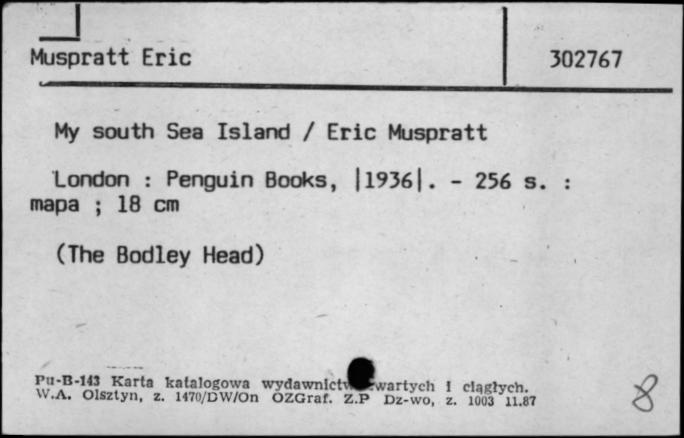 Muspratt Eric
302767
My south Sea Island / Eric Muspratt
London : Penguin Books, |1936|. - 256 s. :
mapa ; 18 cm
(The Bodley Head)
Pu-B-143 Karta katalogowa wydawnictw zwartych i ciągłych.
W.A. Olsztyn, z. 1470/DW/On OZGraf. Z.P Dz-wo, z. 1003 11.87
8